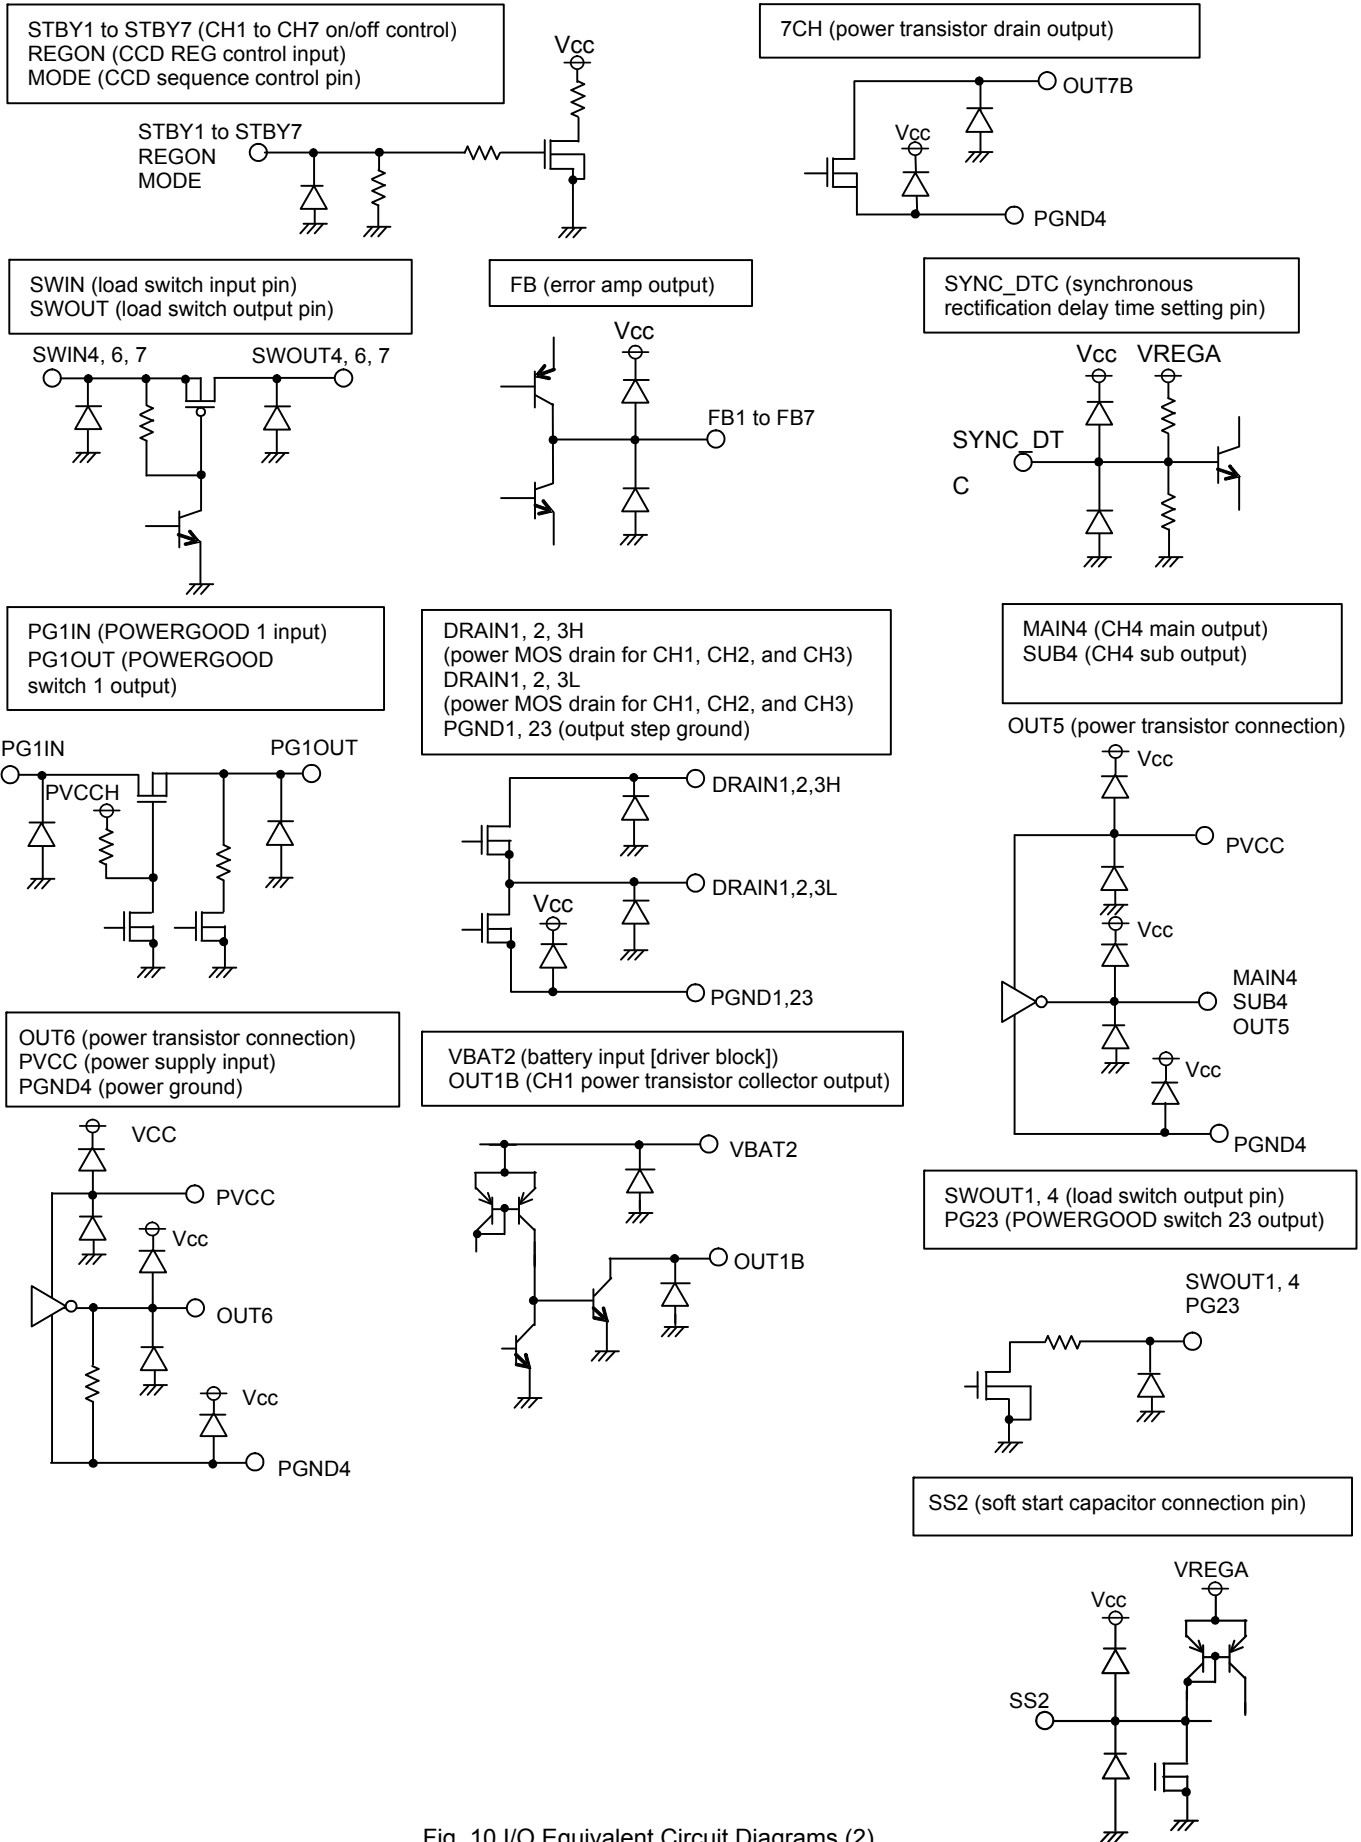 STBY1 to STBY7 (CH1 to CH7 on/off control)
REGON (CCD REG control input)
MODE (CCD sequence control pin)
Vcc
STBY1 to STBY7
REGON
MODE
7CH (power transistor drain output)
OUT7B
Vcc
PGND4
SWIN (load switch input pin)
SWOUT (load switch output pin)
SWIN4, 6, 7
SWOUT4, 6, 7
FB (error amp output)
Vcc
FB1 to FB7
SYNC_DTC (synchronous
rectification delay time setting pin)
Vcc
VREGA
SYNC_DT
C
PG1IN (POWERGOOD 1 input)
PG1OUT (POWERGOOD
switch 1 output)
PG1IN
PG1OUT
PVCCH
DRAIN1, 2, 3H
(power MOS drain for CH1, CH2, and CH3)
DRAIN1, 2, 3L
(power MOS drain for CH1, CH2, and CH3)
PGND1, 23 (output step ground)
DRAIN1,2,3H
DRAIN1,2,3L
Vcc
PGND1,23
MAIN4 (CH4 main output)
SUB4 (CH4 sub output)
OUT5 (power transistor connection)
Vcc
PVCC
Vcc
MAIN4
SUB4
OUT5
Vcc
PGND4
OUT6 (power transistor connection)
PVCC (power supply input)
PGND4 (power ground)
VCC
PVCC
Vcc
OUT6
Vcc
PGND4
VBAT2 (battery input [driver block])
OUT1B (CH1 power transistor collector output)
VBAT2
OUT1B
SWOUT1, 4 (load switch output pin)
PG23 (POWERGOOD switch 23 output)
SWOUT1, 4
PG23
SS2 (soft start capacitor connection pin)
VREGA
Vcc
SS2
Fig. 10 I/O Equivalent Circuit Diagrams (2)